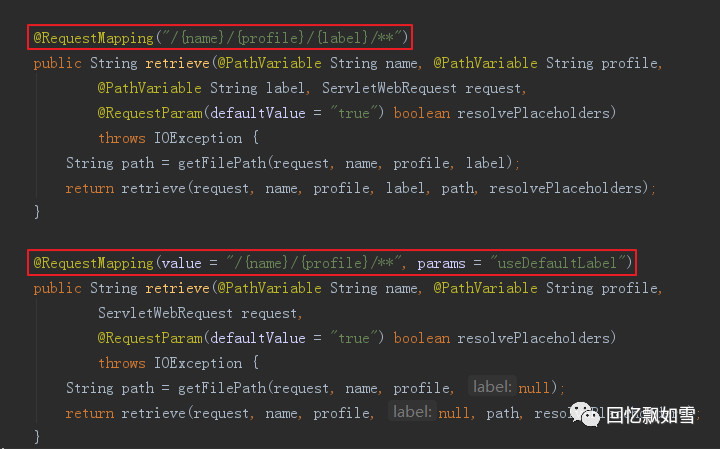 @RequestMapping("/{name}/{profile}/{label}/**")
public String retrieve(@PathVariable String name, @PathVariable String profile,
@PathVariable String label, ServletWebRequest request,
@RequestParam(defaultValue = "true") boolean resolvePlaceholders)
throws IOException {
String path = getFilePath(request, name, profile, label);
return retrieve(request, name, profile, label, path, resolvePlaceholders);
}
@RequestMapping(value = "/{name}/{profile}/**", params = "useDefaultLabel")
public String retrieve(@PathVariable String name, @PathVariable String profile,
ServletWebRequest request,
@RequestParam(defaultValue = "true") boolean resolvePlaceholders)
throws IOException {
String path = getFilePath(request, name, profile, label: null);
return retrieve(request, name, profile, label: null, path,
回忆飘如雪
}